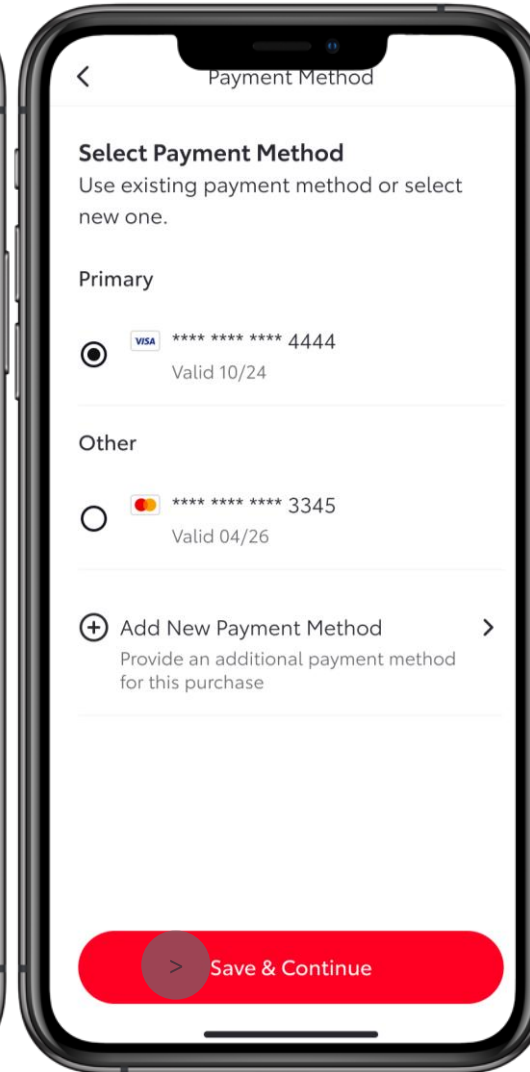 Payment Method
Select Payment Method
Use existing payment method or select
new one.
Primary
VISA **** **** **** 4444
Valid 10/24
Other
**** **** **** 3345
Valid 04/26
Add New Payment Method
Provide an additional payment method
for this purchase
> Save & Continue